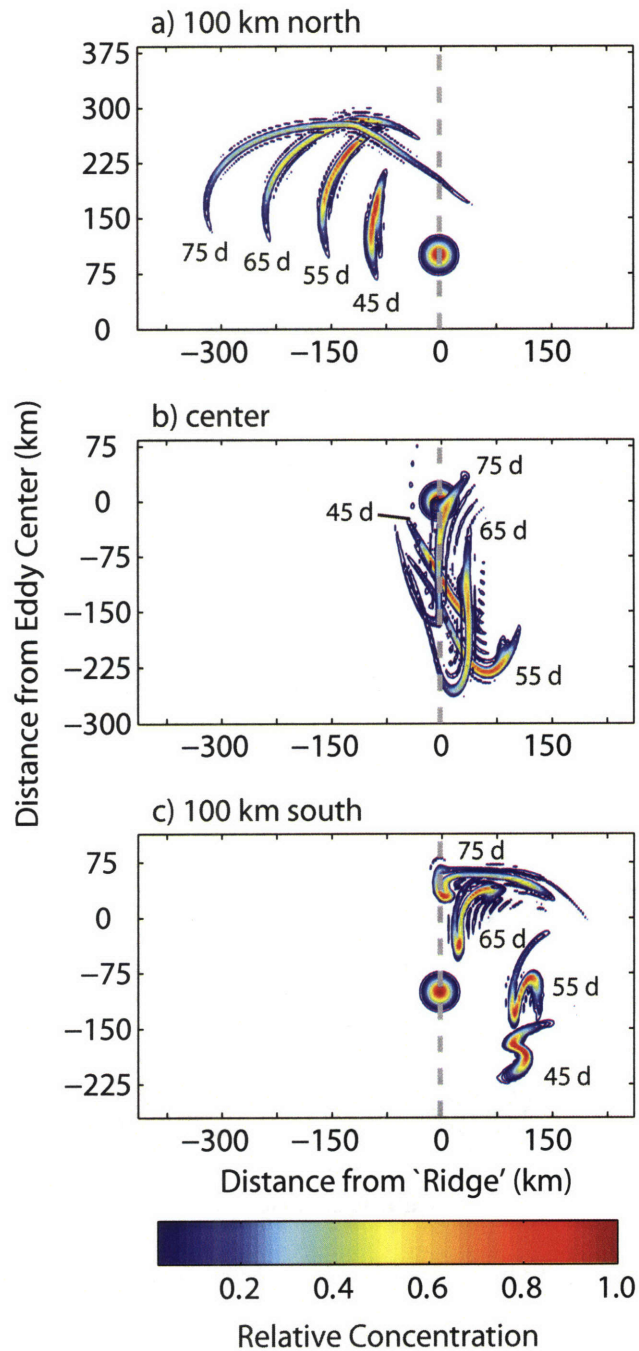 a) 100 km north
375
300
225
150
75
0
75 d
65 d
55 d
45 d
−300
−150
0
150
b) center
75
0
−75
−150
−225
−300
75 d
45 d
65 d
55 d
−300
−150
0
150
Distance from Eddy Center (km)
c) 100 km south
75
0
−75
−150
−225
75 d
65 d
55 d
45 d
−300
−150
0
150
Distance from `Ridge' (km)
0.2
0.4
0.6
0.8
1.0
Relative Concentration